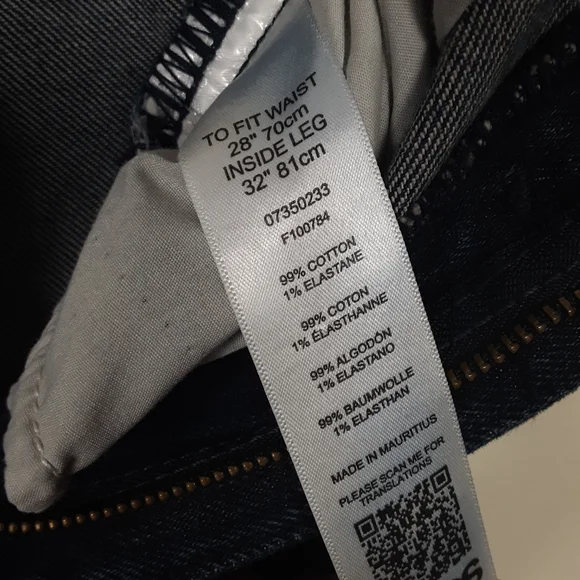 TO FIT WAIST
28" 70cm
INSIDE LEG
32" 81cm
07350233
F100784
99% COTTON
1% ELASTANE
99% COTON
1% ÉLASTHANNE
99% ALGODÓN
1% ELASTANO
99% BAUMWOLLE
1% ELASTHAN
MADE IN MAURITIUS
PLEASE SCAN ME FOR
TRANSLATIONS